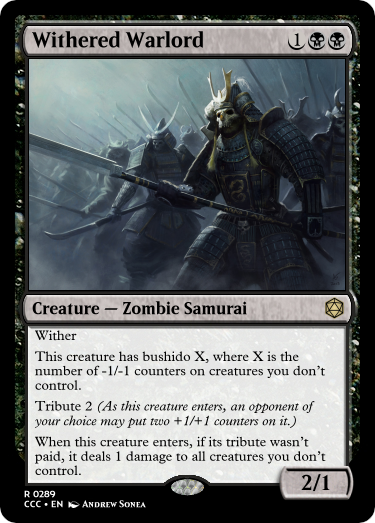 Withered Warlord 1
Creature — Zombie Samurai
Wither
This creature has bushido X, where X is the
number of -1/-1 counters on creatures you don't
control.
Tribute 2 (As this creature enters, an opponent of
your choice may put two +1/+1 counters on it.)
When this creature enters, if its tribute wasn't
paid, it deals 1 damage to all creatures you don't
control.
2/1
R 0289
CCC • EN Andrew Sonea